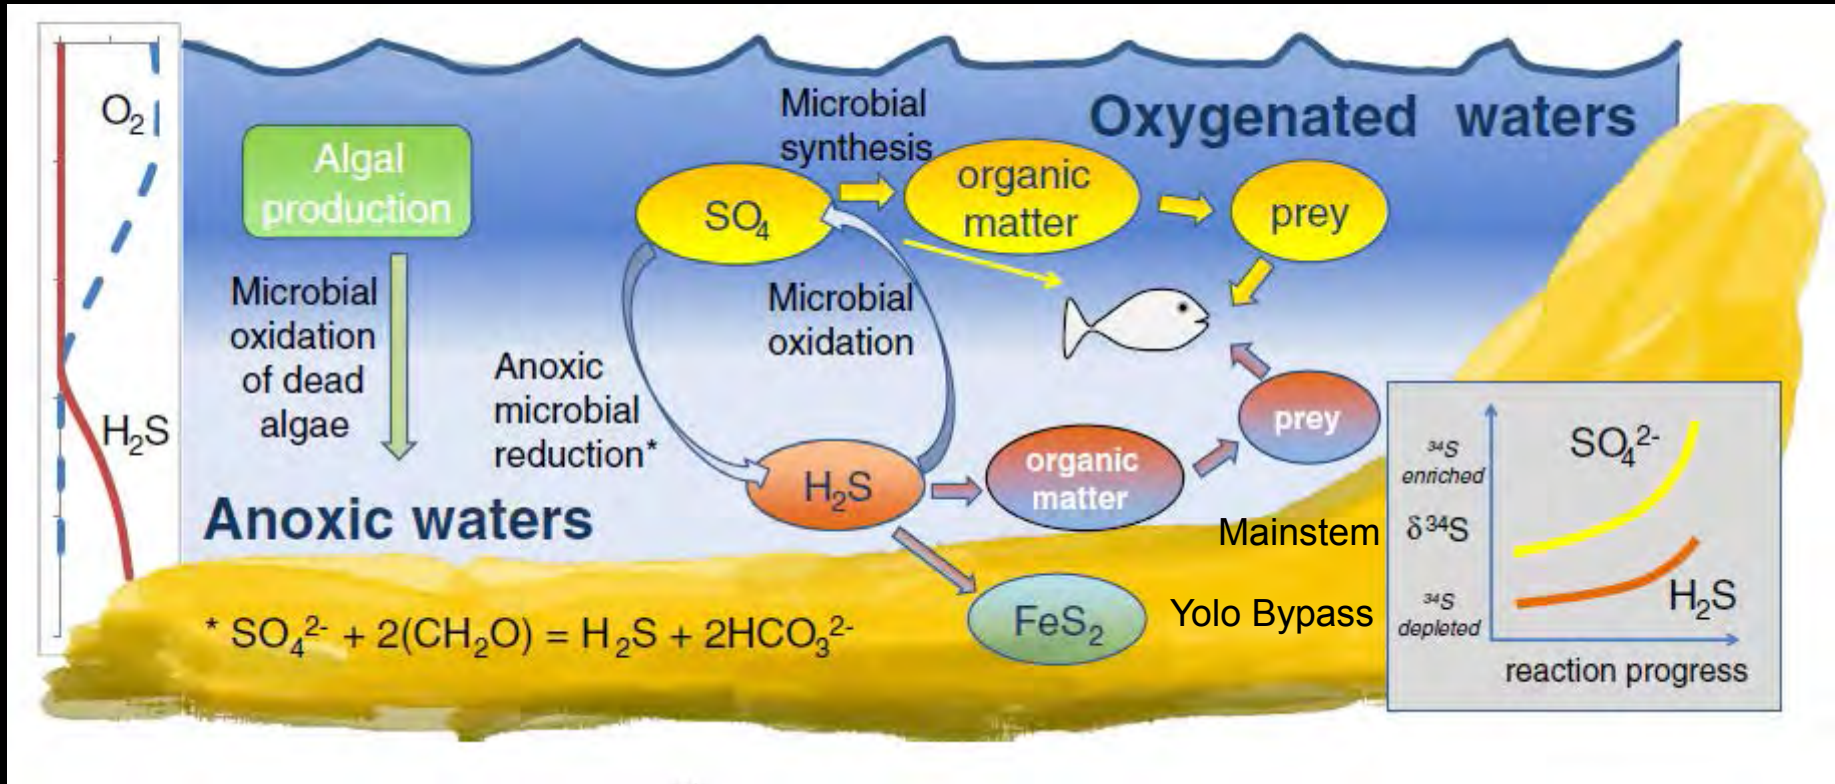 O₂
H₂S
Algal
production
Microbial
oxidation
of dead
algae
Anoxic waters
Microbial
synthesis
Oxygenated waters
SO₄
organic
matter
prey
Microbial
oxidation
Anoxic
microbial
reduction*
H₂S
organic
matter
prey
FeS₂
* SO₄²⁻ + 2(CH₂O) = H₂S + 2HCO₃²⁻
Mainstem
Yolo Bypass
³⁴S
enriched
δ³⁴S
³⁴S
depleted
SO₄²⁻
H₂S
reaction progress